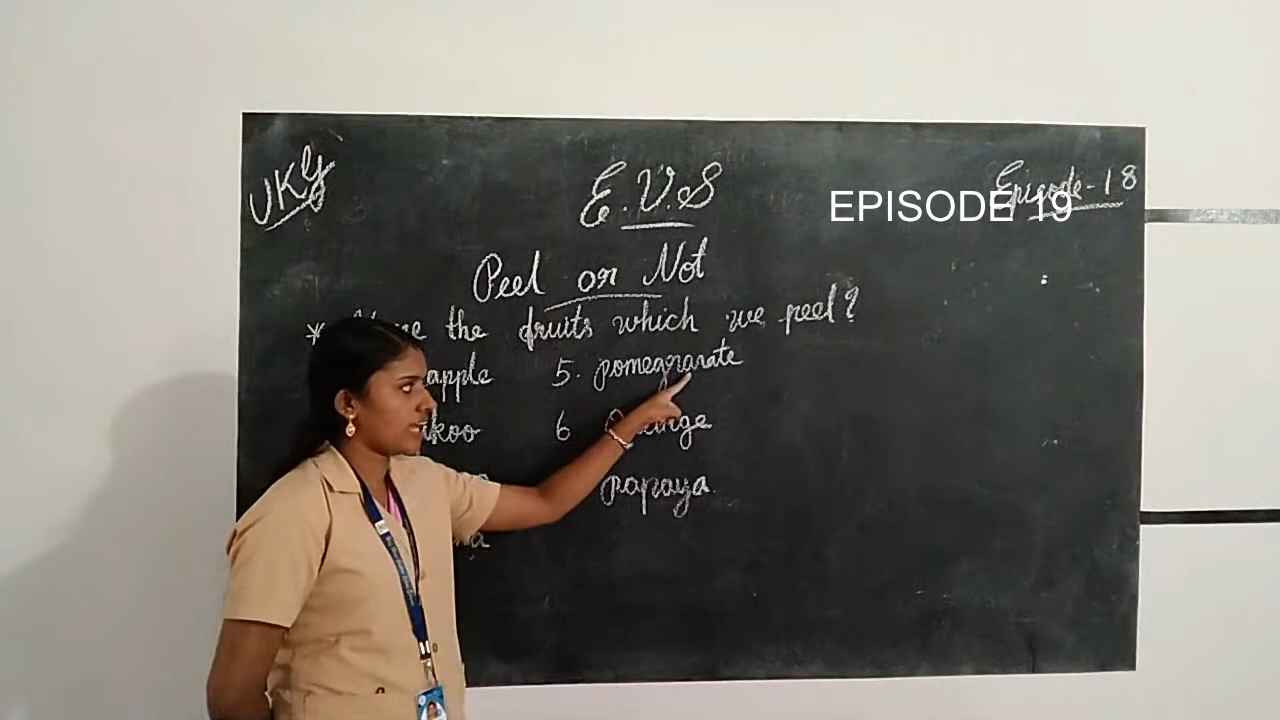 UKG
E.V.S
Episode-18
EPISODE 19
Peel or Not
* the fruits which we peel?
apple 5. pomegranate
6
papaya.